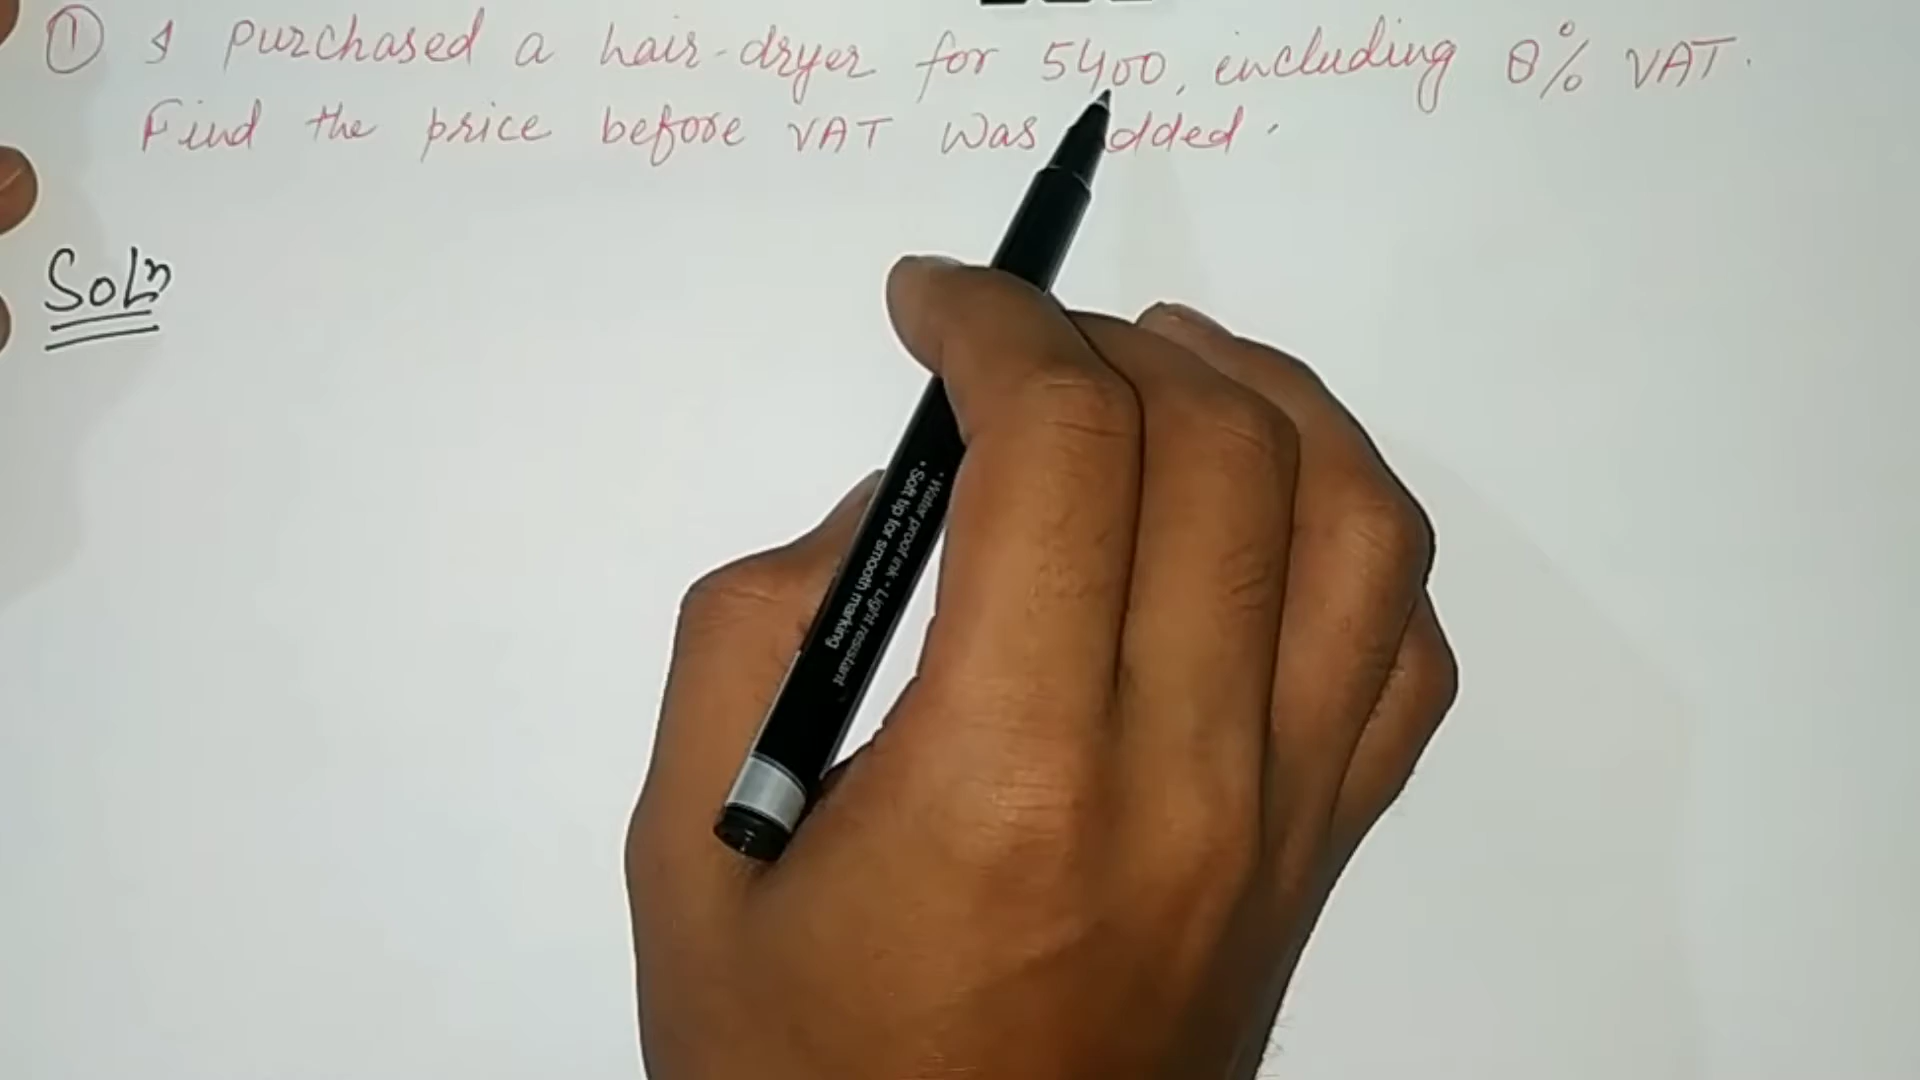 ① I purchased a hair-dryer for 5400, including 8% VAT.
Find the price before VAT was added.
Soln
• Water proof ink • Light resistant
• Soft tip for smooth marking